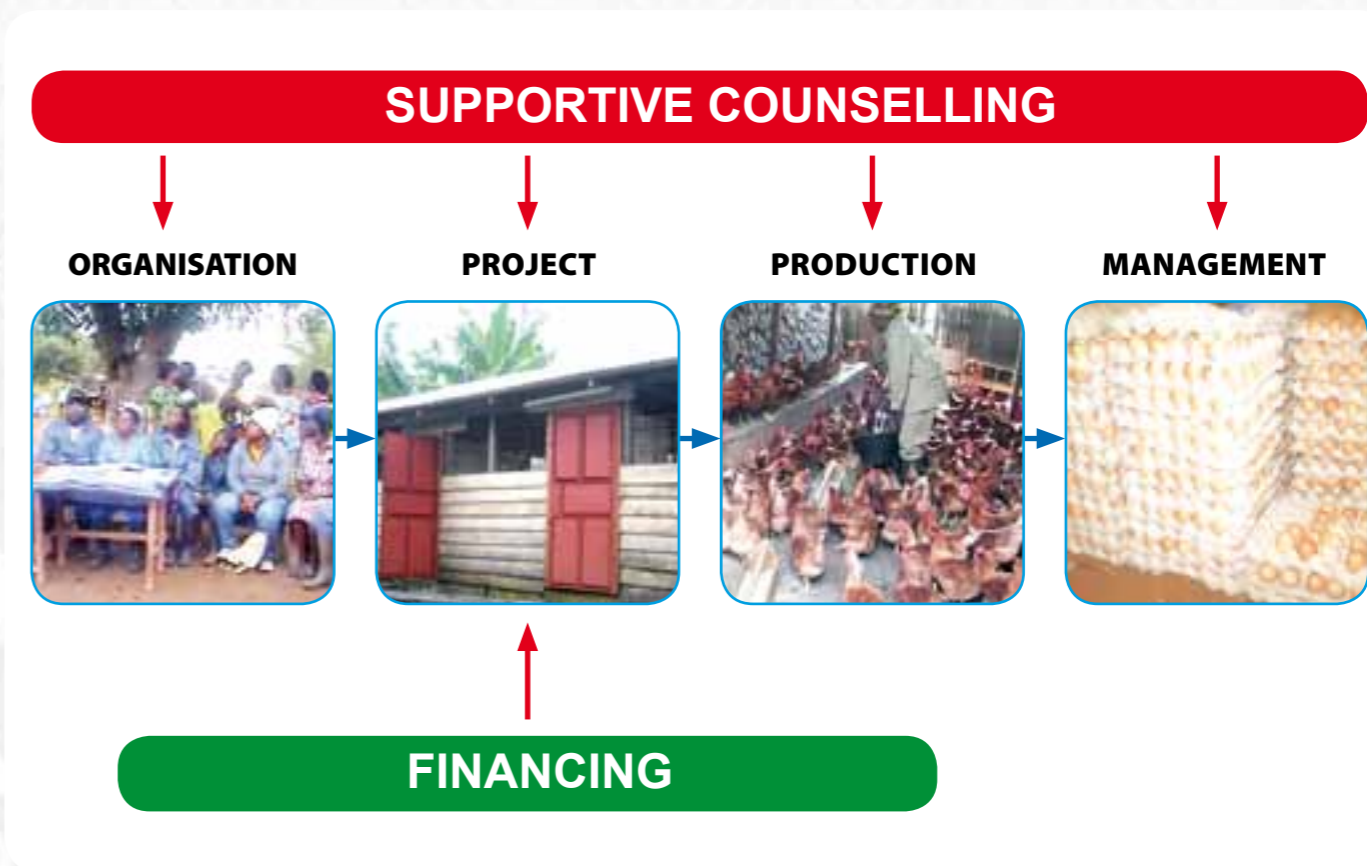 SUPPORTIVE COUNSELLING
ORGANISATION PROJECT PRODUCTION MANAGEMENT
FINANCING